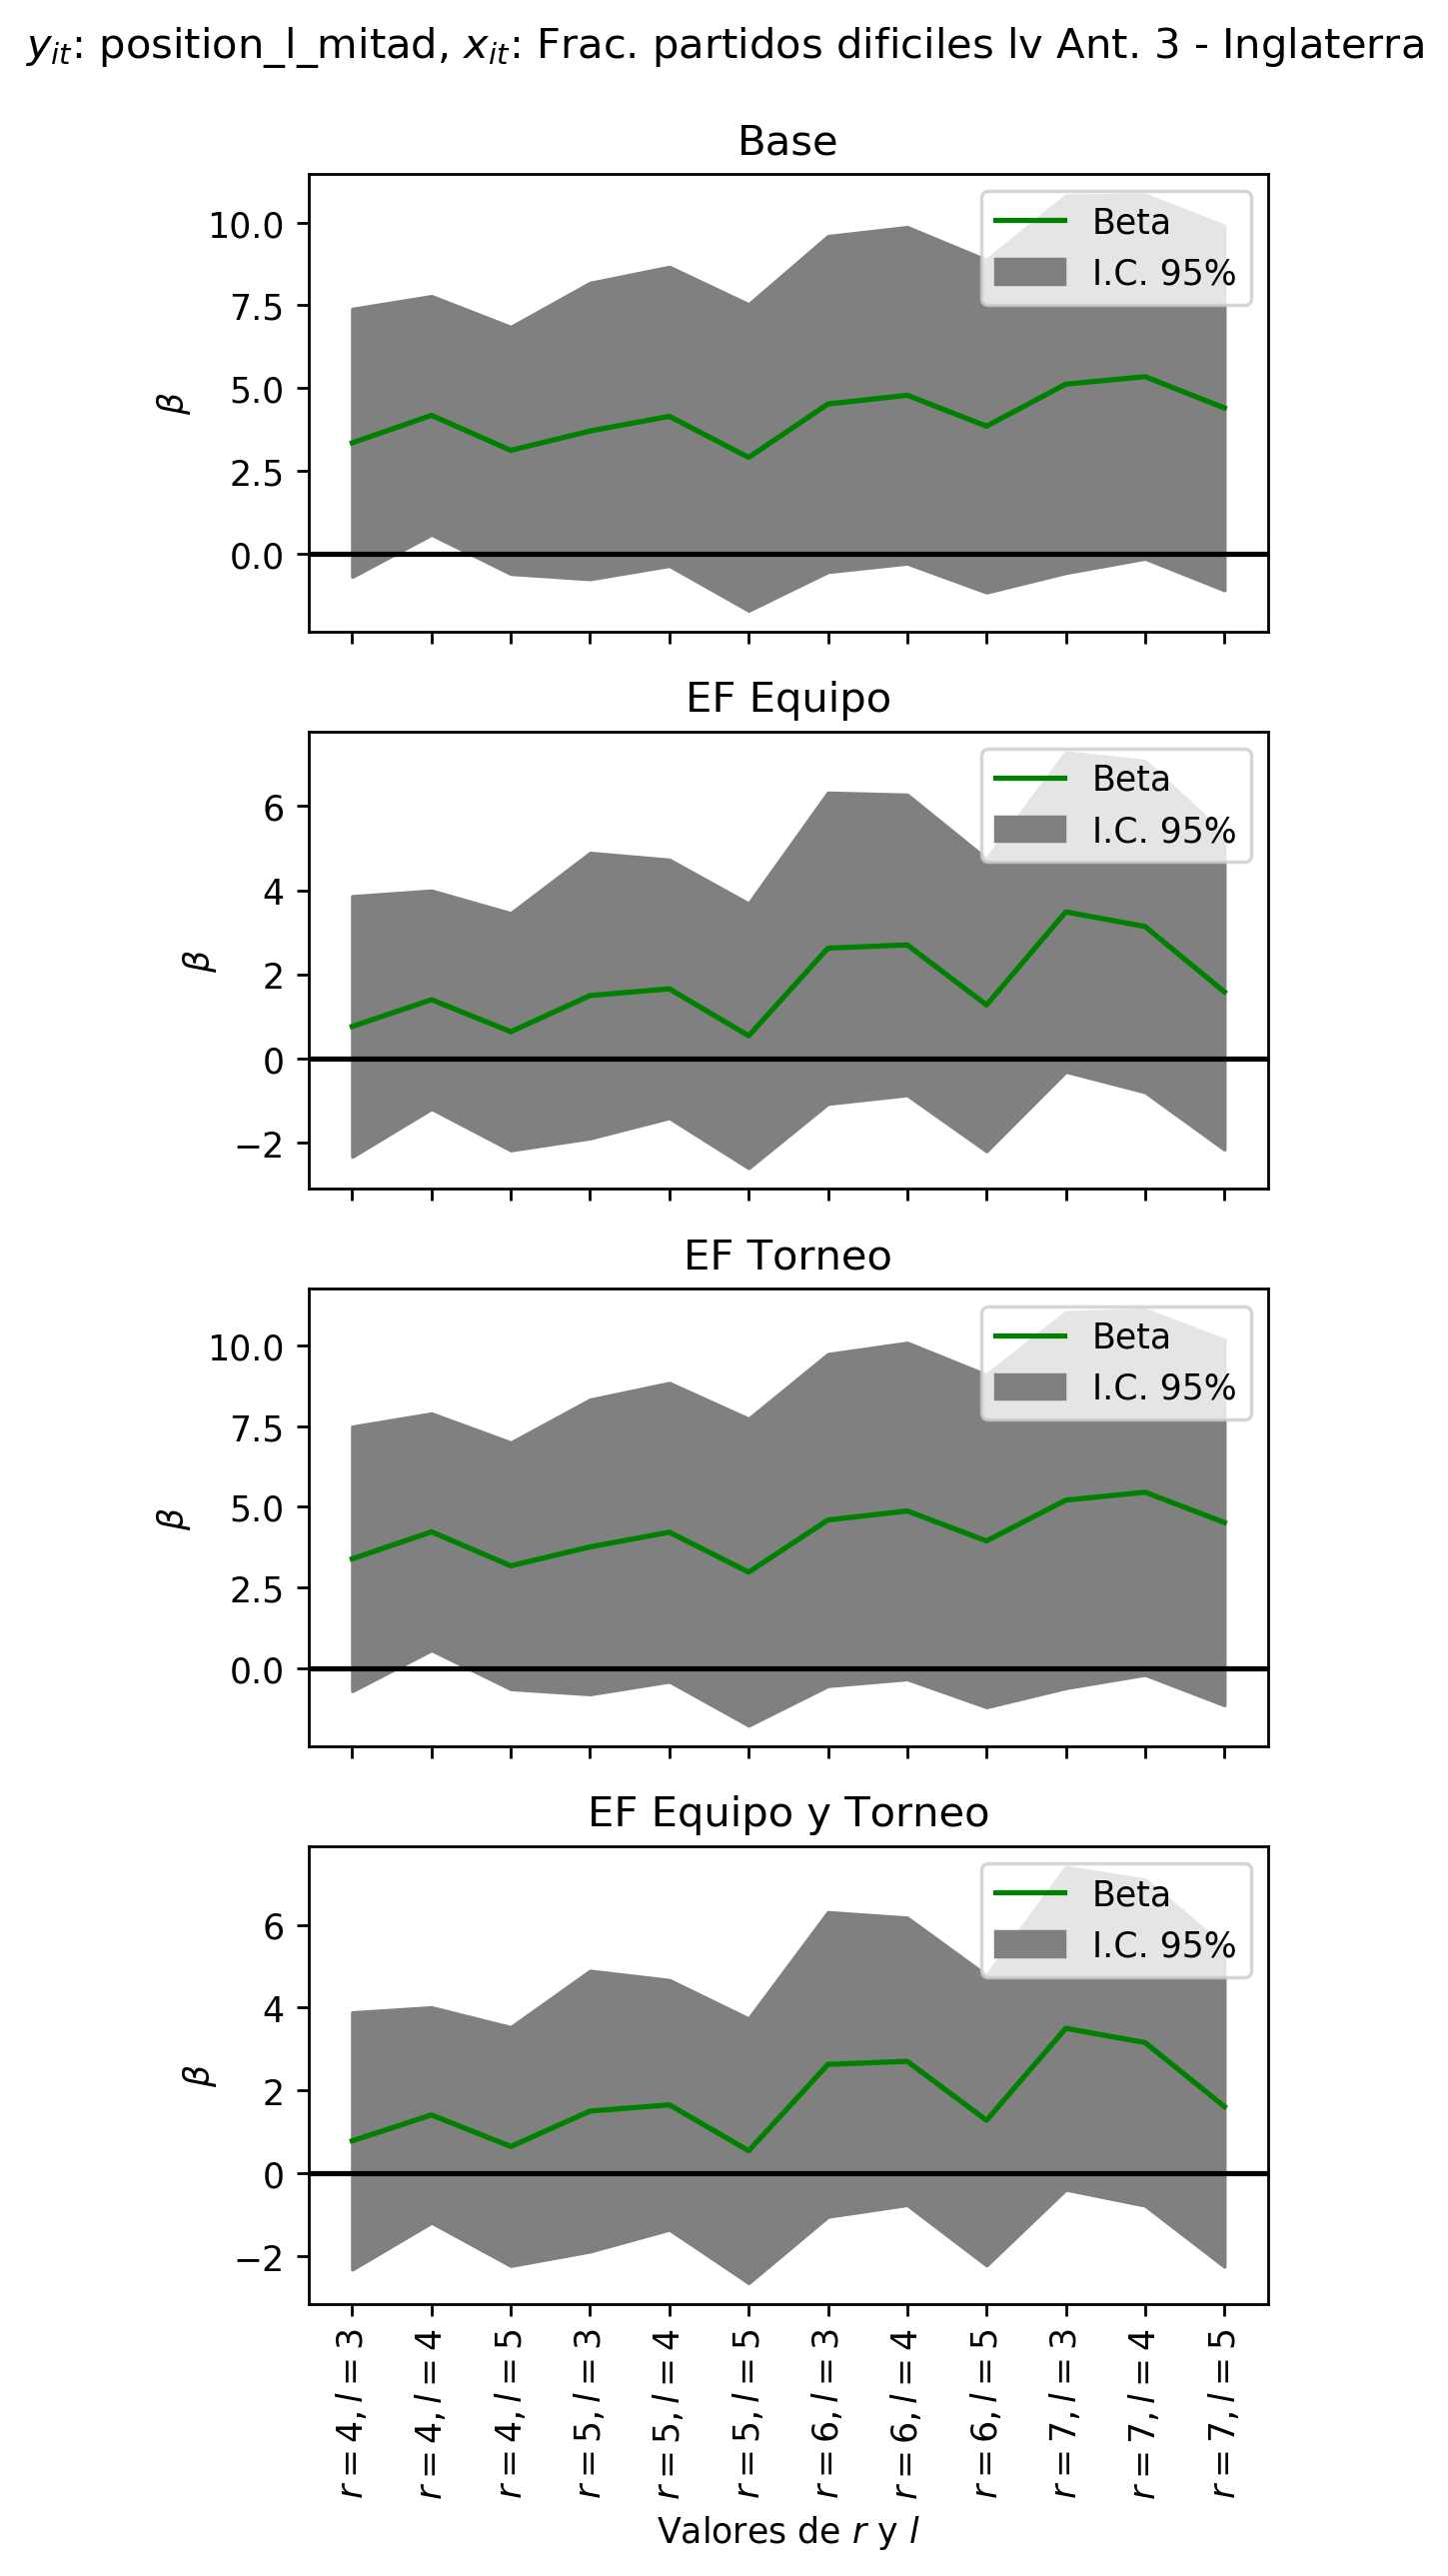 y_it: position_l_mitad, x_it: Frac. partidos dificiles lv Ant. 3 - Inglaterra
Base
Beta
I.C. 95%
10.0
7.5
5.0
2.5
0.0
β
EF Equipo
Beta
I.C. 95%
6
4
2
0
−2
β
EF Torneo
Beta
I.C. 95%
10.0
7.5
5.0
2.5
0.0
β
EF Equipo y Torneo
Beta
I.C. 95%
6
4
2
0
−2
β
r = 4, l = 3
r = 4, l = 4
r = 4, l = 5
r = 5, l = 3
r = 5, l = 4
r = 5, l = 5
r = 6, l = 3
r = 6, l = 4
r = 6, l = 5
r = 7, l = 3
r = 7, l = 4
r = 7, l = 5
Valores de r y l